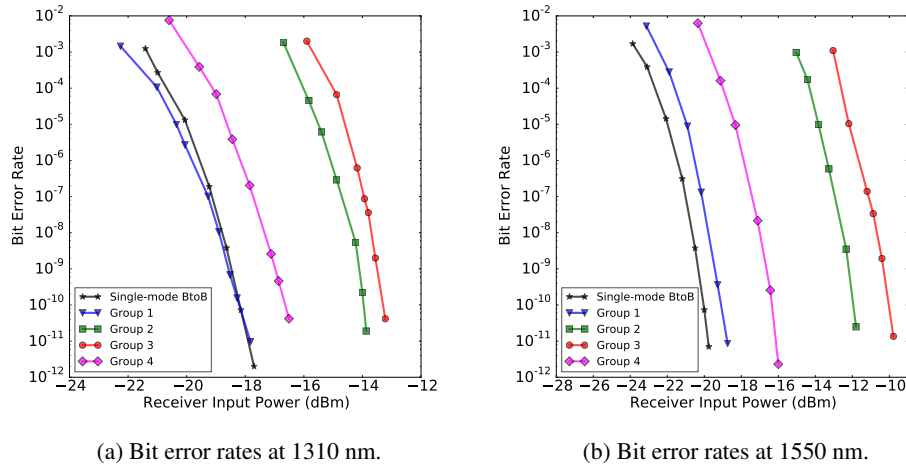 10⁻²
10⁻³
10⁻⁴
10⁻⁵
10⁻⁶
10⁻⁷
10⁻⁸
10⁻⁹
10⁻¹⁰
10⁻¹¹
10⁻¹²
Bit Error Rate
Single-mode BtoB
Group 1
Group 2
Group 3
Group 4
−24 −22 −20 −18 −16 −14 −12
Receiver Input Power (dBm)
(a) Bit error rates at 1310 nm.
10⁻²
10⁻³
10⁻⁴
10⁻⁵
10⁻⁶
10⁻⁷
10⁻⁸
10⁻⁹
10⁻¹⁰
10⁻¹¹
10⁻¹²
Bit Error Rate
Single-mode BtoB
Group 1
Group 2
Group 3
Group 4
−28 −26 −24 −22 −20 −18 −16 −14 −12 −10 −9
Receiver Input Power (dBm)
(b) Bit error rates at 1550 nm.